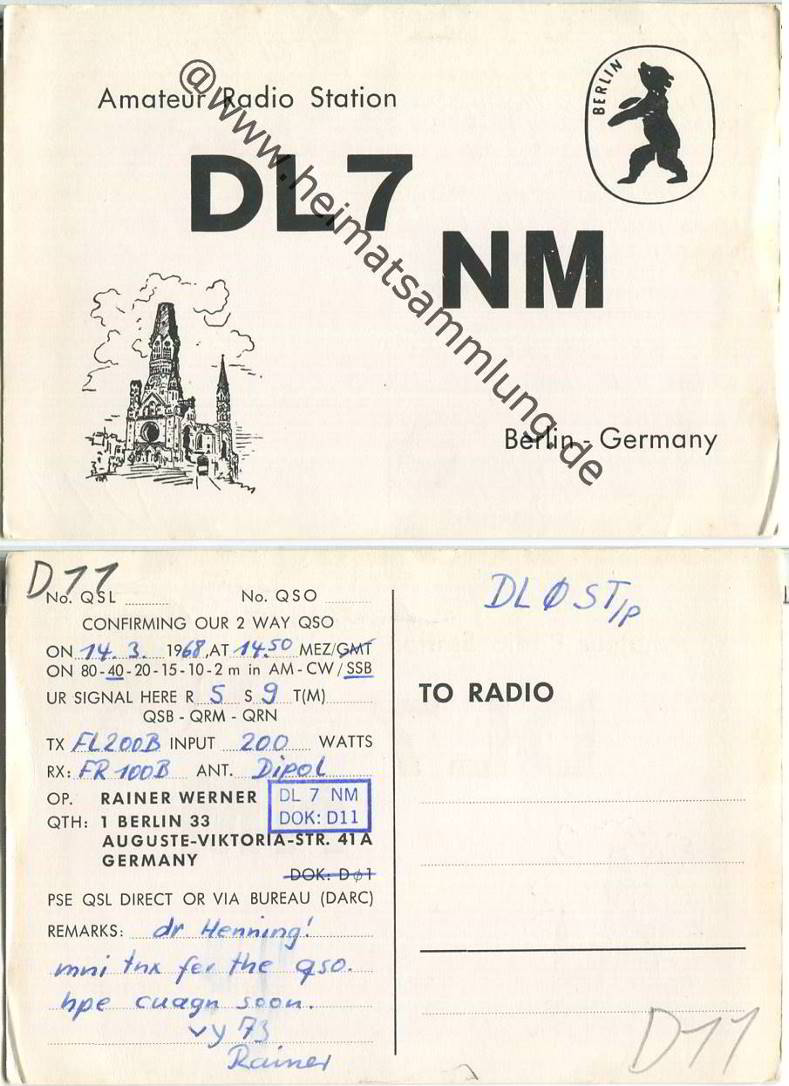 Amateur Radio Station
BERLIN
DL7
NM
Berlin - Germany
@www.heimatsammlung.de
D11
No. QSL ........ No. QSO ........
CONFIRMING OUR 2 WAY QSO
ON 14. 3. 1968, AT 14.50 MEZ/GMT
ON 80-40-20-15-10-2 m in AM-CW/SSB
UR SIGNAL HERE R 5 S 9 T(M)
QSB - QRM - QRN
TX FL200B INPUT 200 WATTS
RX: FR100B ANT. Dipol
OP. RAINER WERNER
QTH: 1 BERLIN 33
AUGUSTE-VIKTORIA-STR. 41A
GERMANY
DL 7 NM
DOK: D11
DOK: DØ1
PSE QSL DIRECT OR VIA BUREAU (DARC)
REMARKS: dr Henning!
mni tnx for the qso.
hpe cuagn soon.
vy 73
Rainer
DLØST/p
TO RADIO
D11